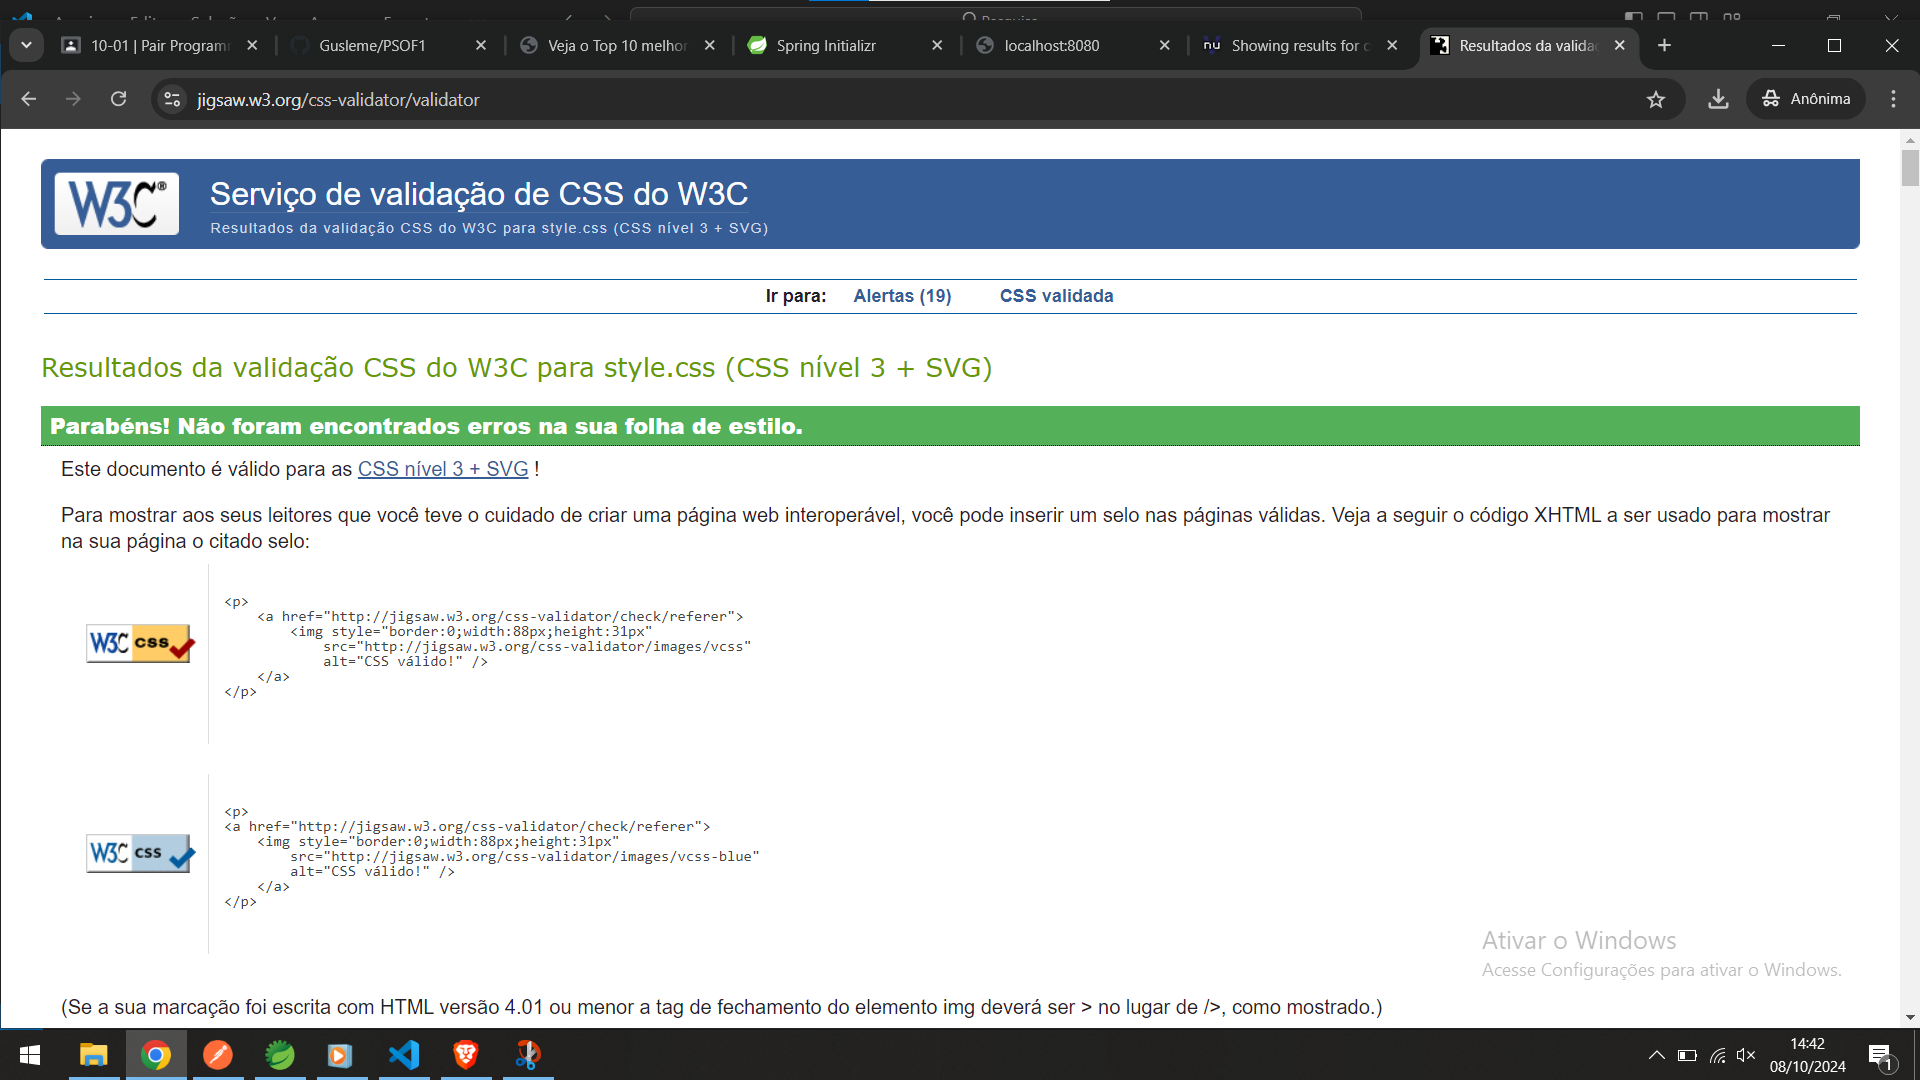 10-01 | Pair Programm
Gusleme/PSOF1
Veja o Top 10 melhor
Spring Initializr
localhost:8080
Showing results for c
Resultados da valida
jigsaw.w3.org/css-validator/validator
Anônima
W3C®
Serviço de validação de CSS do W3C
Resultados da validação CSS do W3C para style.css (CSS nível 3 + SVG)
Ir para: Alertas (19) CSS validada
Resultados da validação CSS do W3C para style.css (CSS nível 3 + SVG)
Parabéns! Não foram encontrados erros na sua folha de estilo.
Este documento é válido para as CSS nível 3 + SVG !
Para mostrar aos seus leitores que você teve o cuidado de criar uma página web interoperável, você pode inserir um selo nas páginas válidas. Veja a seguir o código XHTML a ser usado para mostrar
na sua página o citado selo:
W3C css
<p>
<a href="http://jigsaw.w3.org/css-validator/check/referer">
<img style="border:0;width:88px;height:31px"
src="http://jigsaw.w3.org/css-validator/images/vcss"
alt="CSS válido!" />
</a>
</p>
W3C css
<p>
<a href="http://jigsaw.w3.org/css-validator/check/referer">
<img style="border:0;width:88px;height:31px"
src="http://jigsaw.w3.org/css-validator/images/vcss-blue"
alt="CSS válido!" />
</a>
</p>
Ativar o Windows
Acesse Configurações para ativar o Windows.
(Se a sua marcação foi escrita com HTML versão 4.01 ou menor a tag de fechamento do elemento img deverá ser > no lugar de />, como mostrado.)
14:42
08/10/2024
1